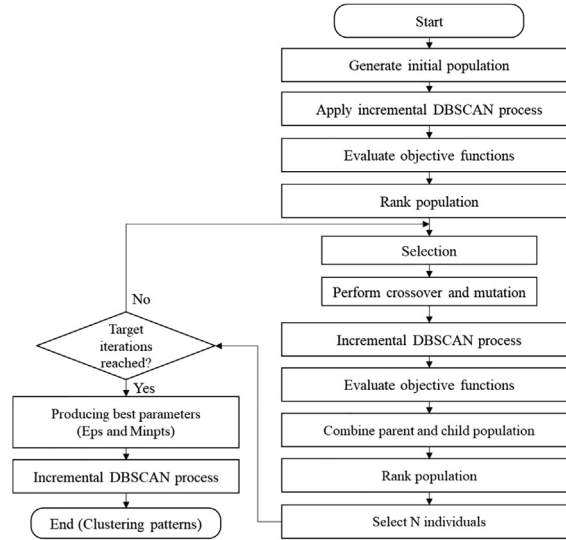 Start
Generate initial population
Apply incremental DBSCAN process
Evaluate objective functions
Rank population
Selection
Perform crossover and mutation
Incremental DBSCAN process
Evaluate objective functions
Combine parent and child population
Rank population
Select N individuals
No
Target
iterations
reached?
Yes
Producing best parameters
(Eps and Minpts)
Incremental DBSCAN process
End (Clustering patterns)